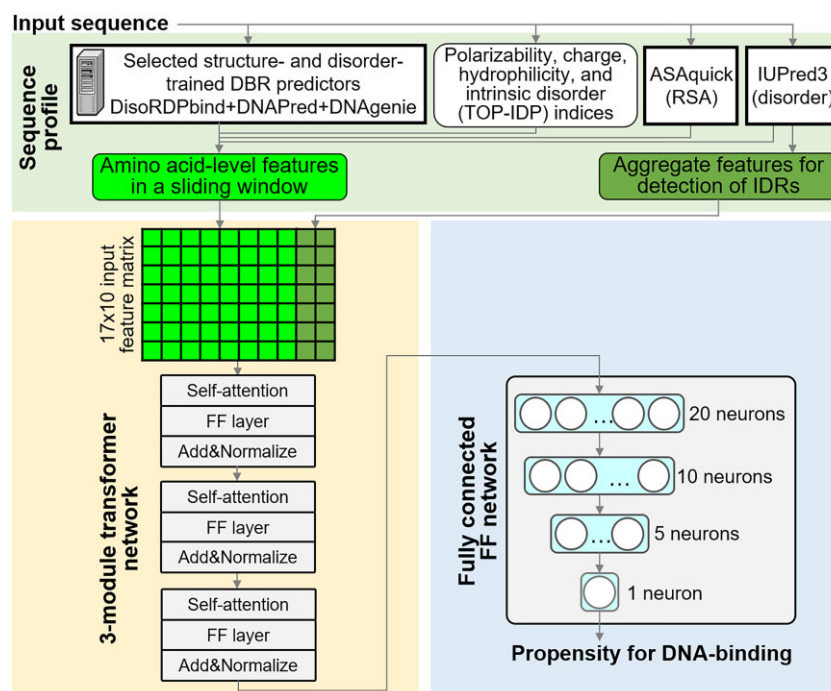 Input sequence
Sequence
profile
Selected structure- and disorder-
trained DBR predictors
DisoRDPbind+DNAPred+DNAgenie
Polarizability, charge,
hydrophilicity, and
intrinsic disorder
(TOP-IDP) indices
ASAquick
(RSA)
IUPred3
(disorder)
Amino acid-level features
in a sliding window
Aggregate features for
detection of IDRs
17x10 input
feature matrix
3-module transformer
network
Self-attention
FF layer
Add&Normalize
Self-attention
FF layer
Add&Normalize
Self-attention
FF layer
Add&Normalize
Fully connected
FF network
... 20 neurons
... 10 neurons
... 5 neurons
1 neuron
Propensity for DNA-binding